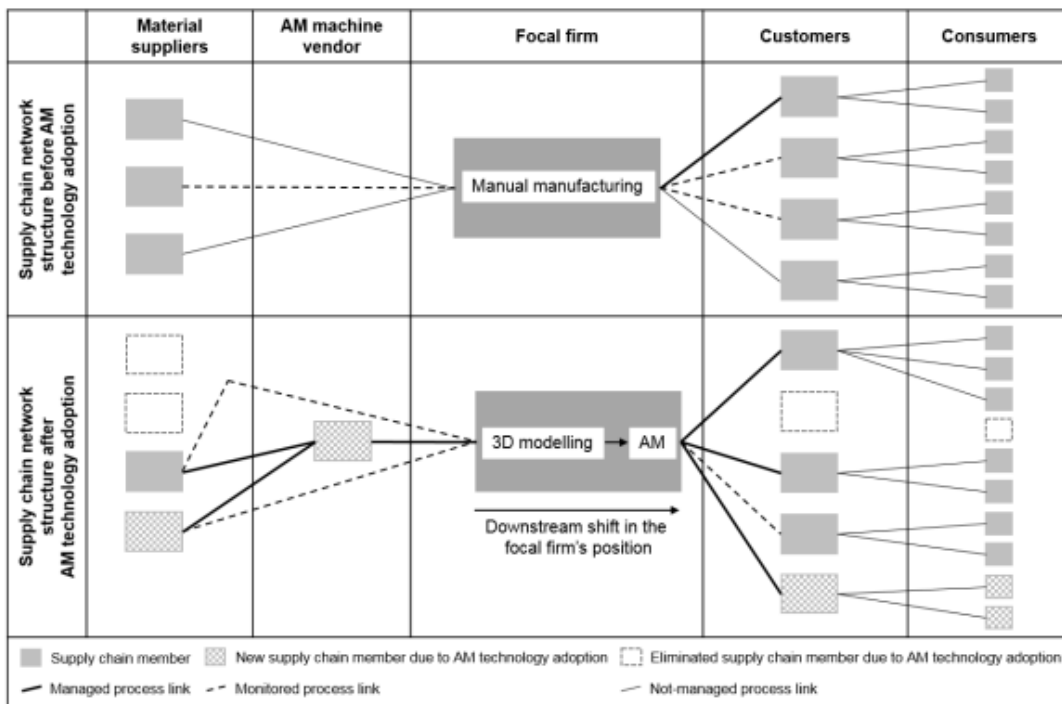 Material
suppliers
AM machine
vendor
Focal firm
Customers
Consumers
Supply chain network
structure before AM
technology adoption
Manual manufacturing
Supply chain network
structure after
AM technology adoption
3D modelling
AM
Downstream shift in the
focal firm's position
Supply chain member
New supply chain member due to AM technology adoption
Eliminated supply chain member due to AM technology adoption
Managed process link
Monitored process link
Not-managed process link